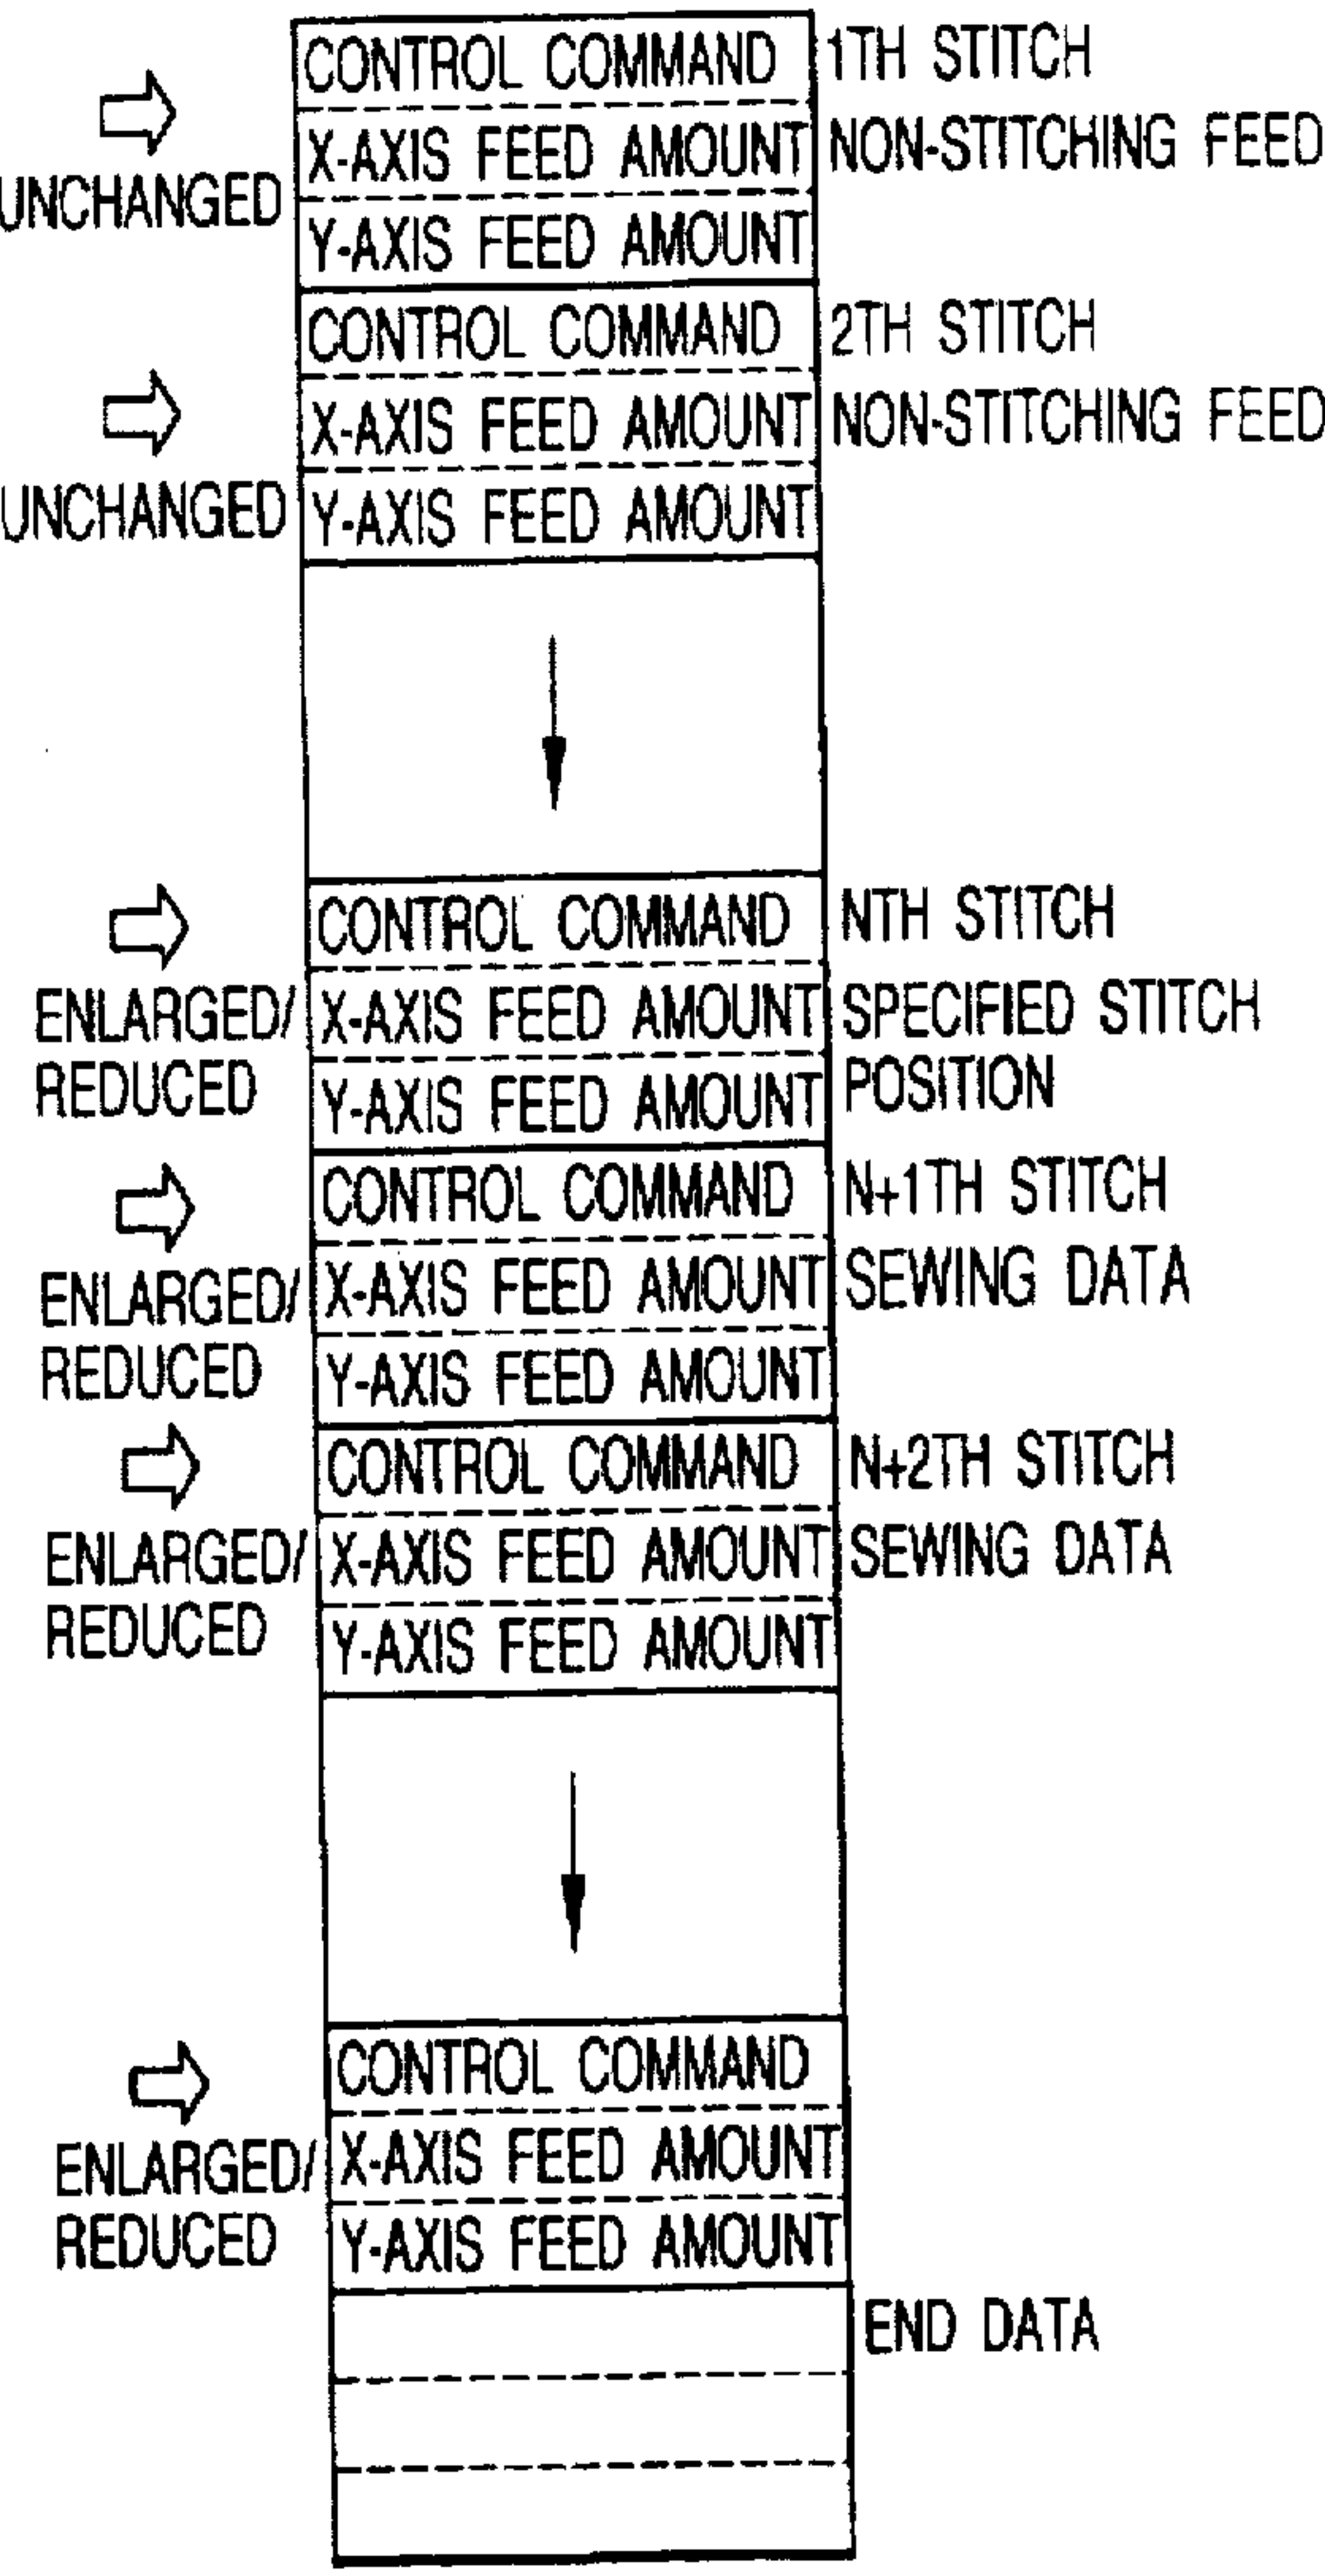 CONTROL COMMAND 1TH STITCH
X-AXIS FEED AMOUNT NON-STITCHING FEED
UNCHANGED Y-AXIS FEED AMOUNT
CONTROL COMMAND 2TH STITCH
X-AXIS FEED AMOUNT NON-STITCHING FEED
UNCHANGED Y-AXIS FEED AMOUNT
CONTROL COMMAND NTH STITCH
ENLARGED/ X-AXIS FEED AMOUNT SPECIFIED STITCH
REDUCED Y-AXIS FEED AMOUNT POSITION
CONTROL COMMAND N+1TH STITCH
ENLARGED/ X-AXIS FEED AMOUNT SEWING DATA
REDUCED Y-AXIS FEED AMOUNT
CONTROL COMMAND N+2TH STITCH
ENLARGED/ X-AXIS FEED AMOUNT SEWING DATA
REDUCED Y-AXIS FEED AMOUNT
CONTROL COMMAND
ENLARGED/ X-AXIS FEED AMOUNT
REDUCED Y-AXIS FEED AMOUNT
END DATA